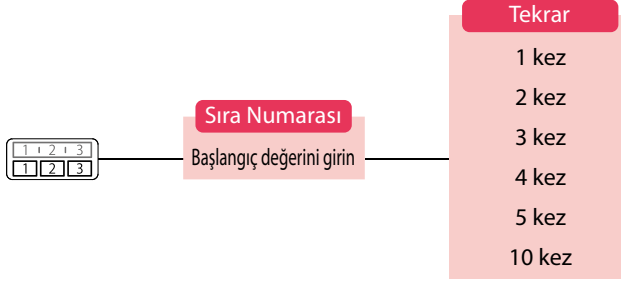 1 2 3
1 2 3
Sıra Numarası
Başlangıç değerini girin
Tekrar
1 kez
2 kez
3 kez
4 kez
5 kez
10 kez